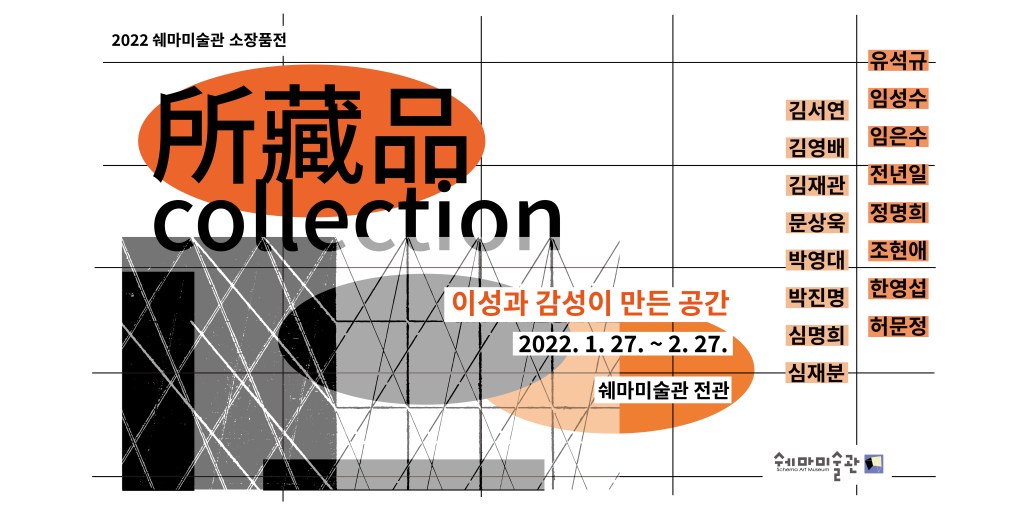 2022 쉐마미술관 소장품전
所藏品
collection
이성과 감성이 만든 공간
2022. 1. 27. ~ 2. 27.
쉐마미술관 전관
김서연
김영배
김재관
문상욱
박영대
박진명
심명희
심재분
유석규
임성수
임은수
전년일
정명희
조현애
한영섭
허문정
쉐마미술관
Schema Art Museum